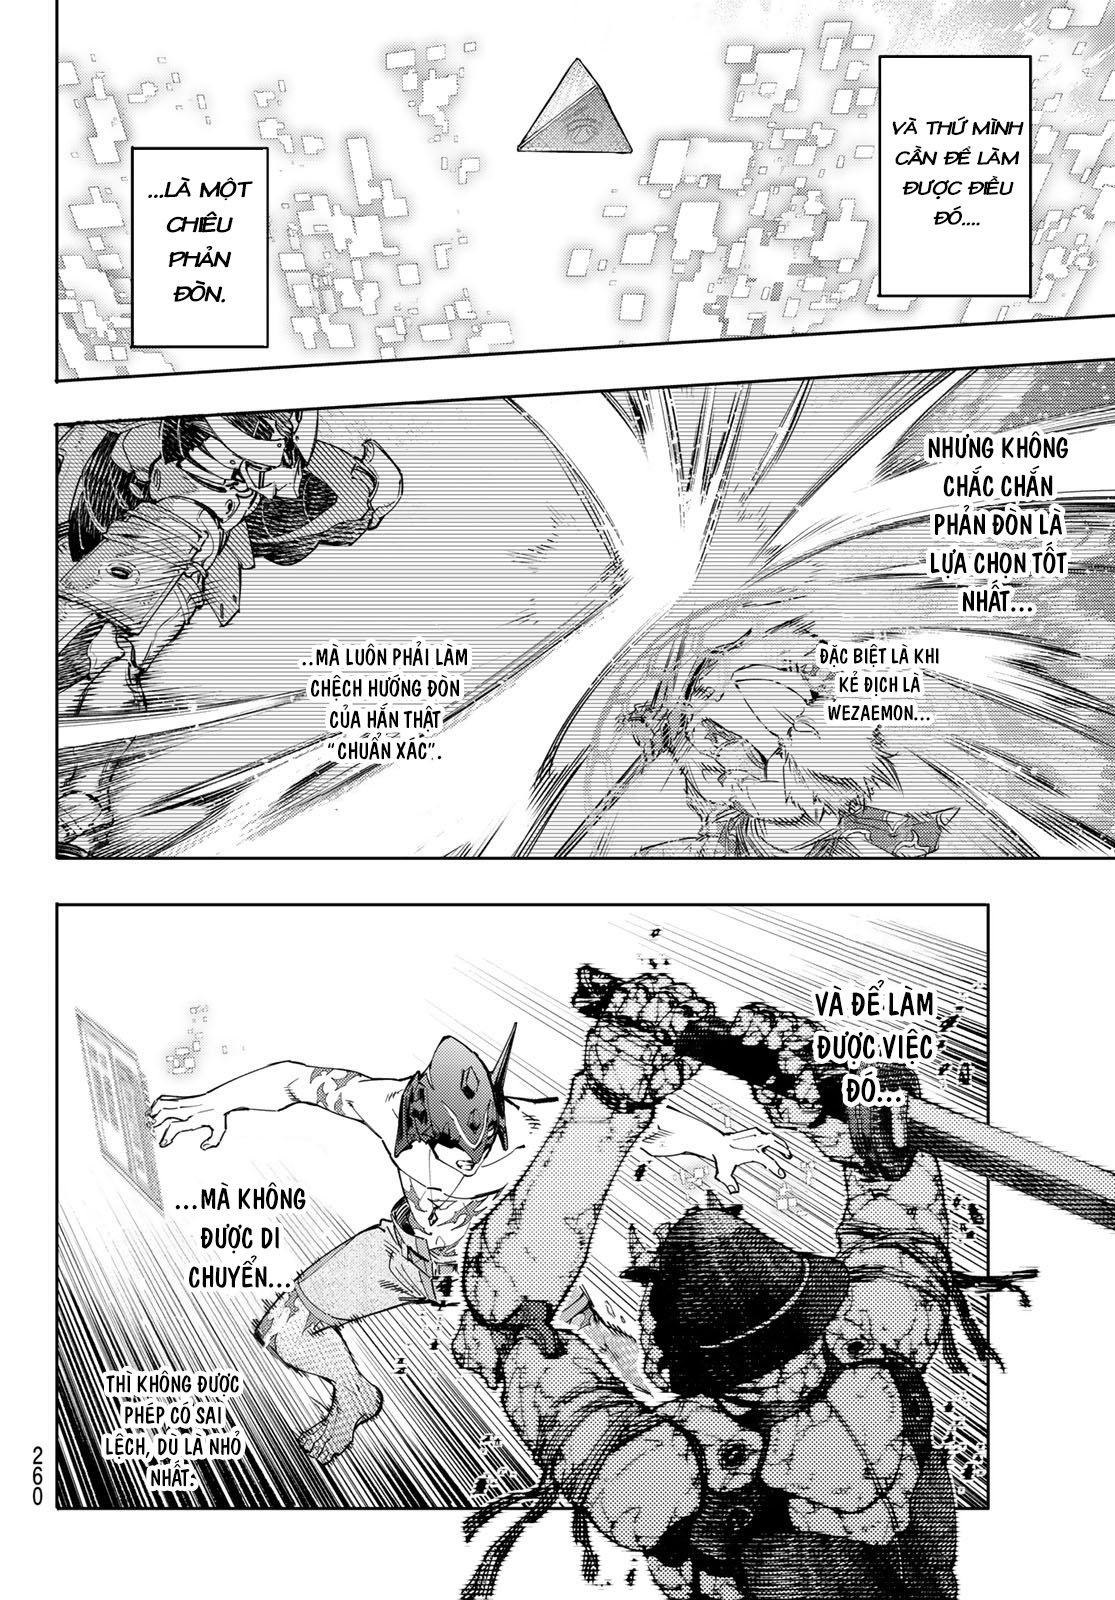 VÀ THỨ MÌNH
CẦN ĐỂ LÀM
ĐƯỢC ĐIỀU
ĐÓ....
...LÀ MỘT
CHIÊU
PHẢN
ĐÒN.
NHƯNG KHÔNG
CHẮC CHẮN
PHẢN ĐÒN LÀ
LỰA CHỌN TỐT
NHẤT...
ĐẶC BIỆT LÀ KHI
KẺ ĐỊCH LÀ
WEZAEMON...
..MÀ LUÔN PHẢI LÀM
CHỆCH HƯỚNG ĐÒN
CỦA HẮN THẬT
“CHUẨN XÁC”.
VÀ ĐỂ LÀM
ĐƯỢC VIỆC
ĐÓ...
...MÀ KHÔNG
ĐƯỢC DI
CHUYỂN...
THÌ KHÔNG ĐƯỢC
PHÉP CÓ SAI
LỆCH, DÙ LÀ NHỎ
NHẤT.
260